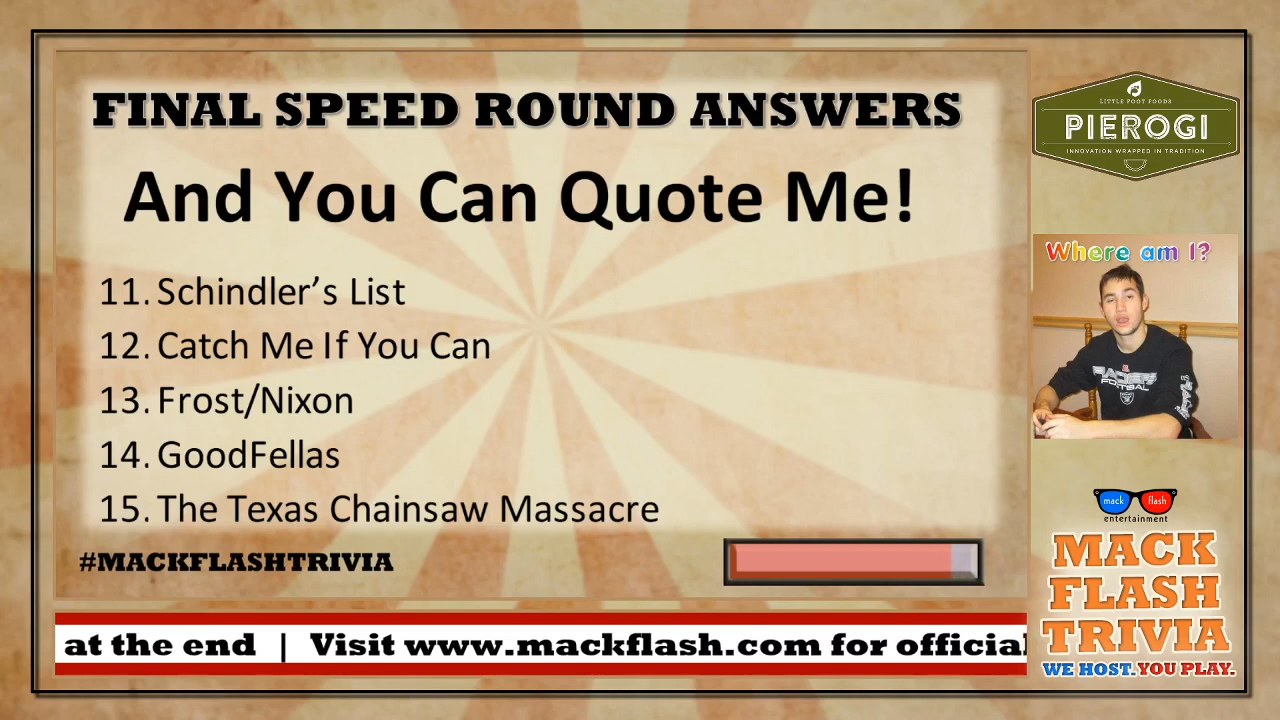 FINAL SPEED ROUND ANSWERS
And You Can Quote Me!
11. Schindler’s List
12. Catch Me If You Can
13. Frost/Nixon
14. GoodFellas
15. The Texas Chainsaw Massacre
#MACKFLASHTRIVIA
at the end | Visit www.mackflash.com for official
LITTLE FOOT FOODS
PIEROGI
INNOVATION WRAPPED IN TRADITION
Where am I?
RAIDERS
FOOTBALL
mack flash
entertainment
MACK
FLASH
TRIVIA
WE HOST. YOU PLAY.